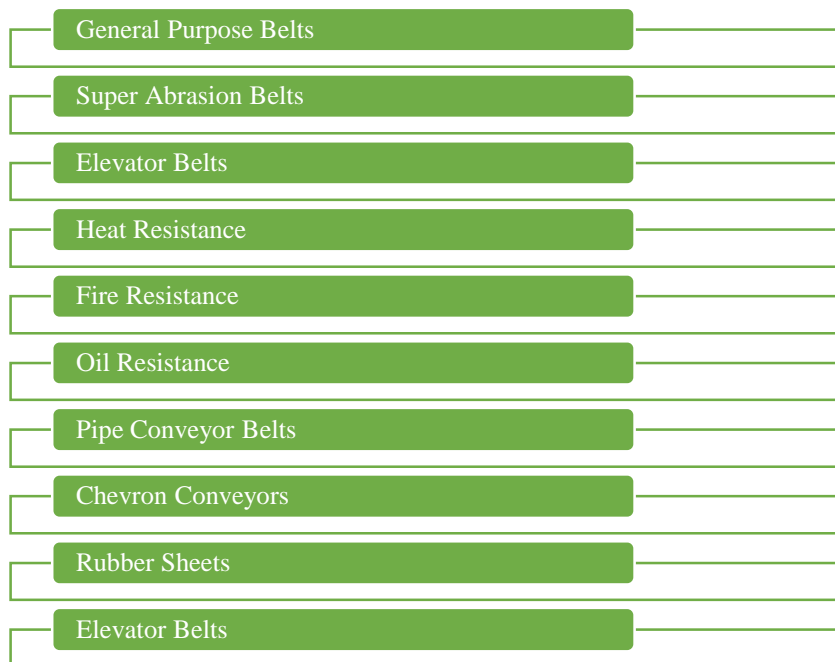 General Purpose Belts
Super Abrasion Belts
Elevator Belts
Heat Resistance
Fire Resistance
Oil Resistance
Pipe Conveyor Belts
Chevron Conveyors
Rubber Sheets
Elevator Belts